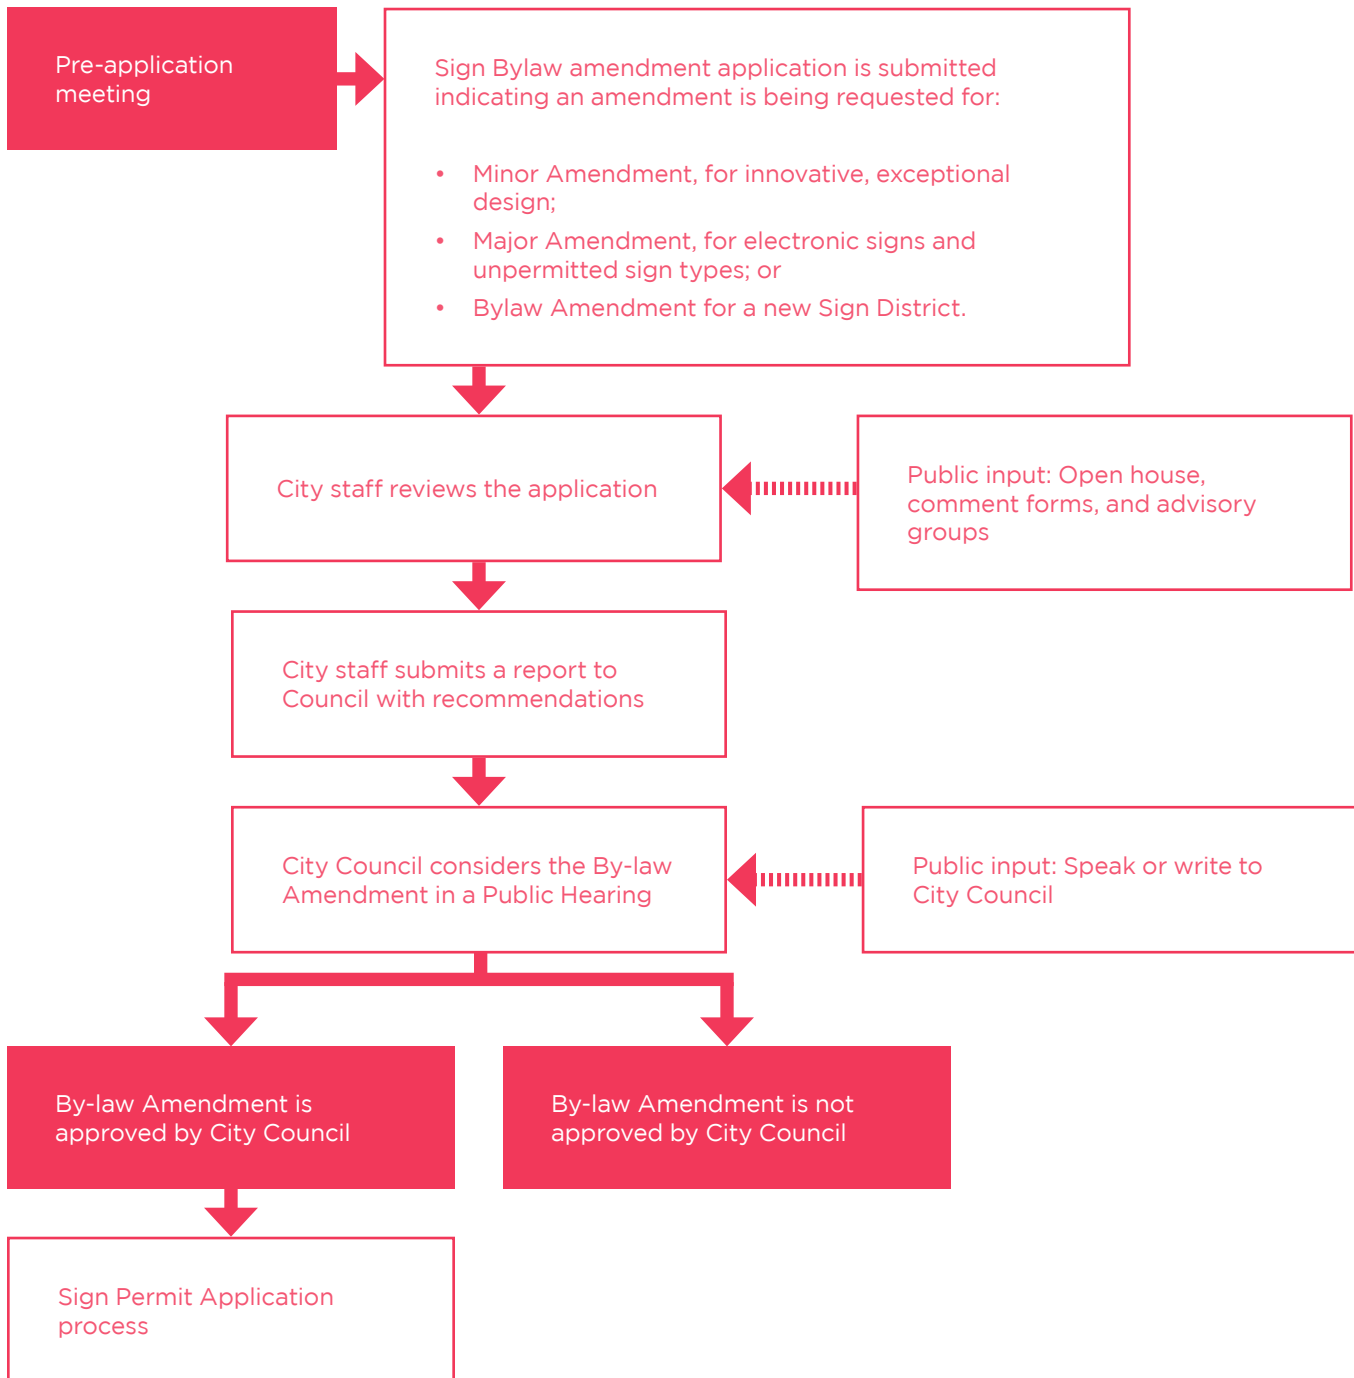 Pre-application
meeting
Sign Bylaw amendment application is submitted
indicating an amendment is being requested for:
• Minor Amendment, for innovative, exceptional
design;
• Major Amendment, for electronic signs and
unpermitted sign types; or
• Bylaw Amendment for a new Sign District.
City staff reviews the application
Public input: Open house,
comment forms, and advisory
groups
City staff submits a report to
Council with recommendations
City Council considers the By-law
Amendment in a Public Hearing
Public input: Speak or write to
City Council
By-law Amendment is
approved by City Council
By-law Amendment is not
approved by City Council
Sign Permit Application
process